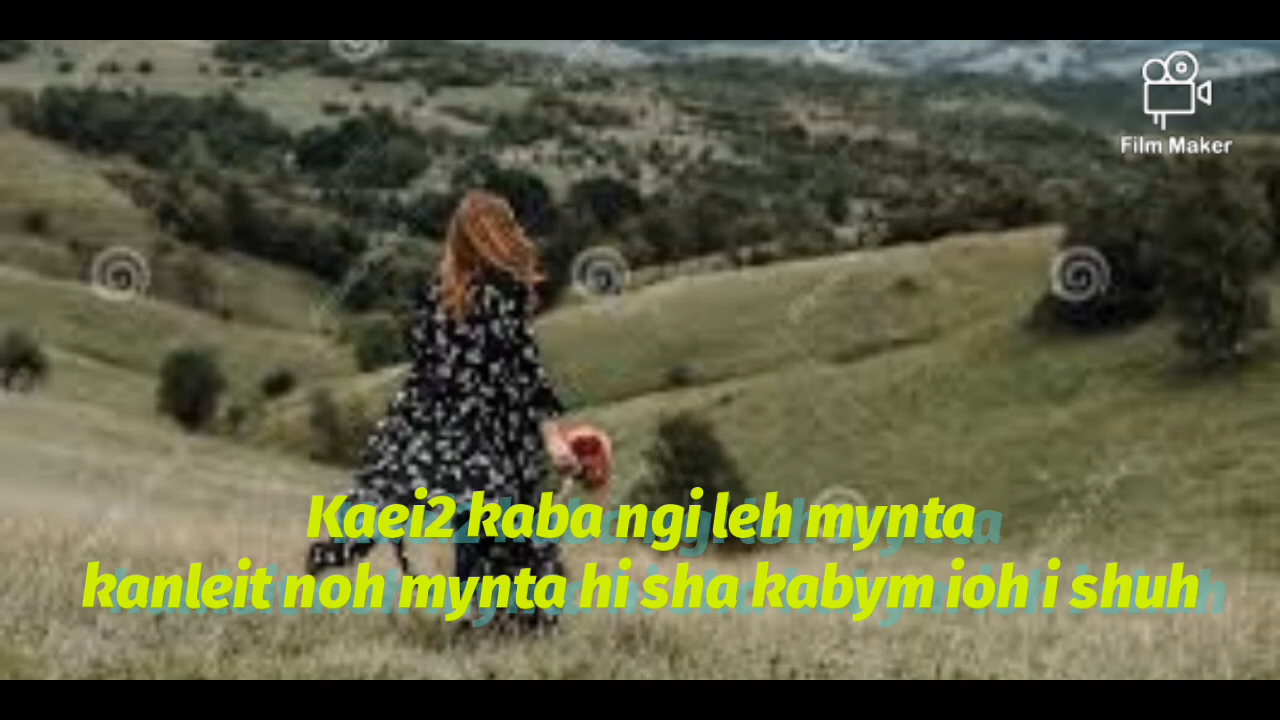 Film Maker
Kaei2 kaba ngi leh mynta
kanleit noh mynta hi sha kabym ioh i shuh